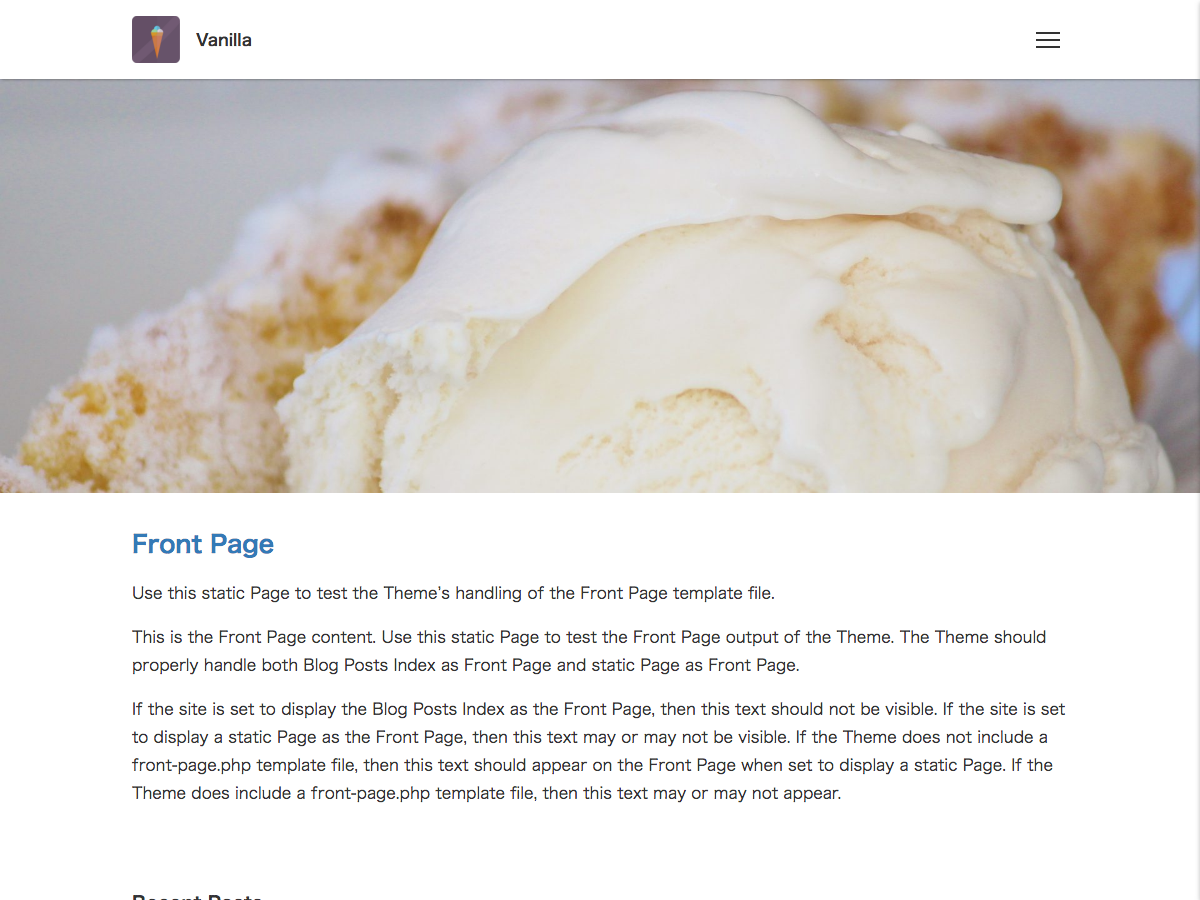 Vanilla
Front Page
Use this static Page to test the Theme’s handling of the Front Page template file.
This is the Front Page content. Use this static Page to test the Front Page output of the Theme. The Theme should
properly handle both Blog Posts Index as Front Page and static Page as Front Page.
If the site is set to display the Blog Posts Index as the Front Page, then this text should not be visible. If the site is set
to display a static Page as the Front Page, then this text may or may not be visible. If the Theme does not include a
front-page.php template file, then this text should appear on the Front Page when set to display a static Page. If the
Theme does include a front-page.php template file, then this text may or may not appear.
Recent Posts